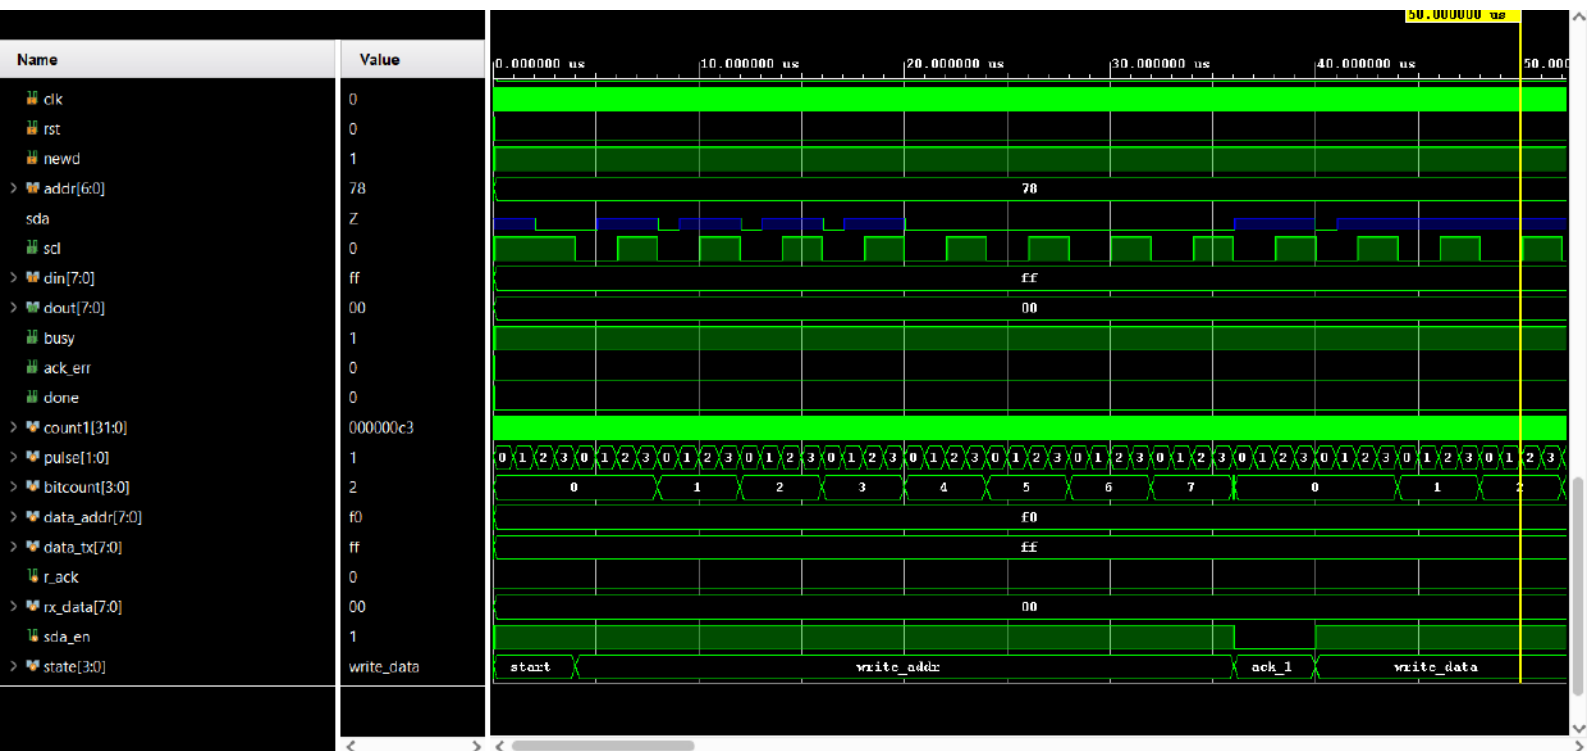 50.000000 us
Name Value 0.000000 us 10.000000 us 20.000000 us 30.000000 us 40.000000 us 50.000
clk 0
rst 0
newd 1
> addr[6:0] 78 78
sda Z
scl 0
> din[7:0] ff ff
> dout[7:0] 00 00
busy 1
ack_err 0
done 0
> count1[31:0] 000000c3
> pulse[1:0] 1 0 1 2 3 0 1 2 3 0 1 2 3 0 1 2 3 0 1 2 3 0 1 2 3 0 1 2 3 0 1 2 3 0 1 2 3 0 1 2 3 0 1 2 3 0 1 2 3 0 1 2 3
> bitcount[3:0] 2 0 1 2 3 4 5 6 7 0 1 2
> data_addr[7:0] f0 f0
> data_tx[7:0] ff ff
r_ack 0
> rx_data[7:0] 00 00
sda_en 1
> state[3:0] write_data start write_addr ack_1 write_data